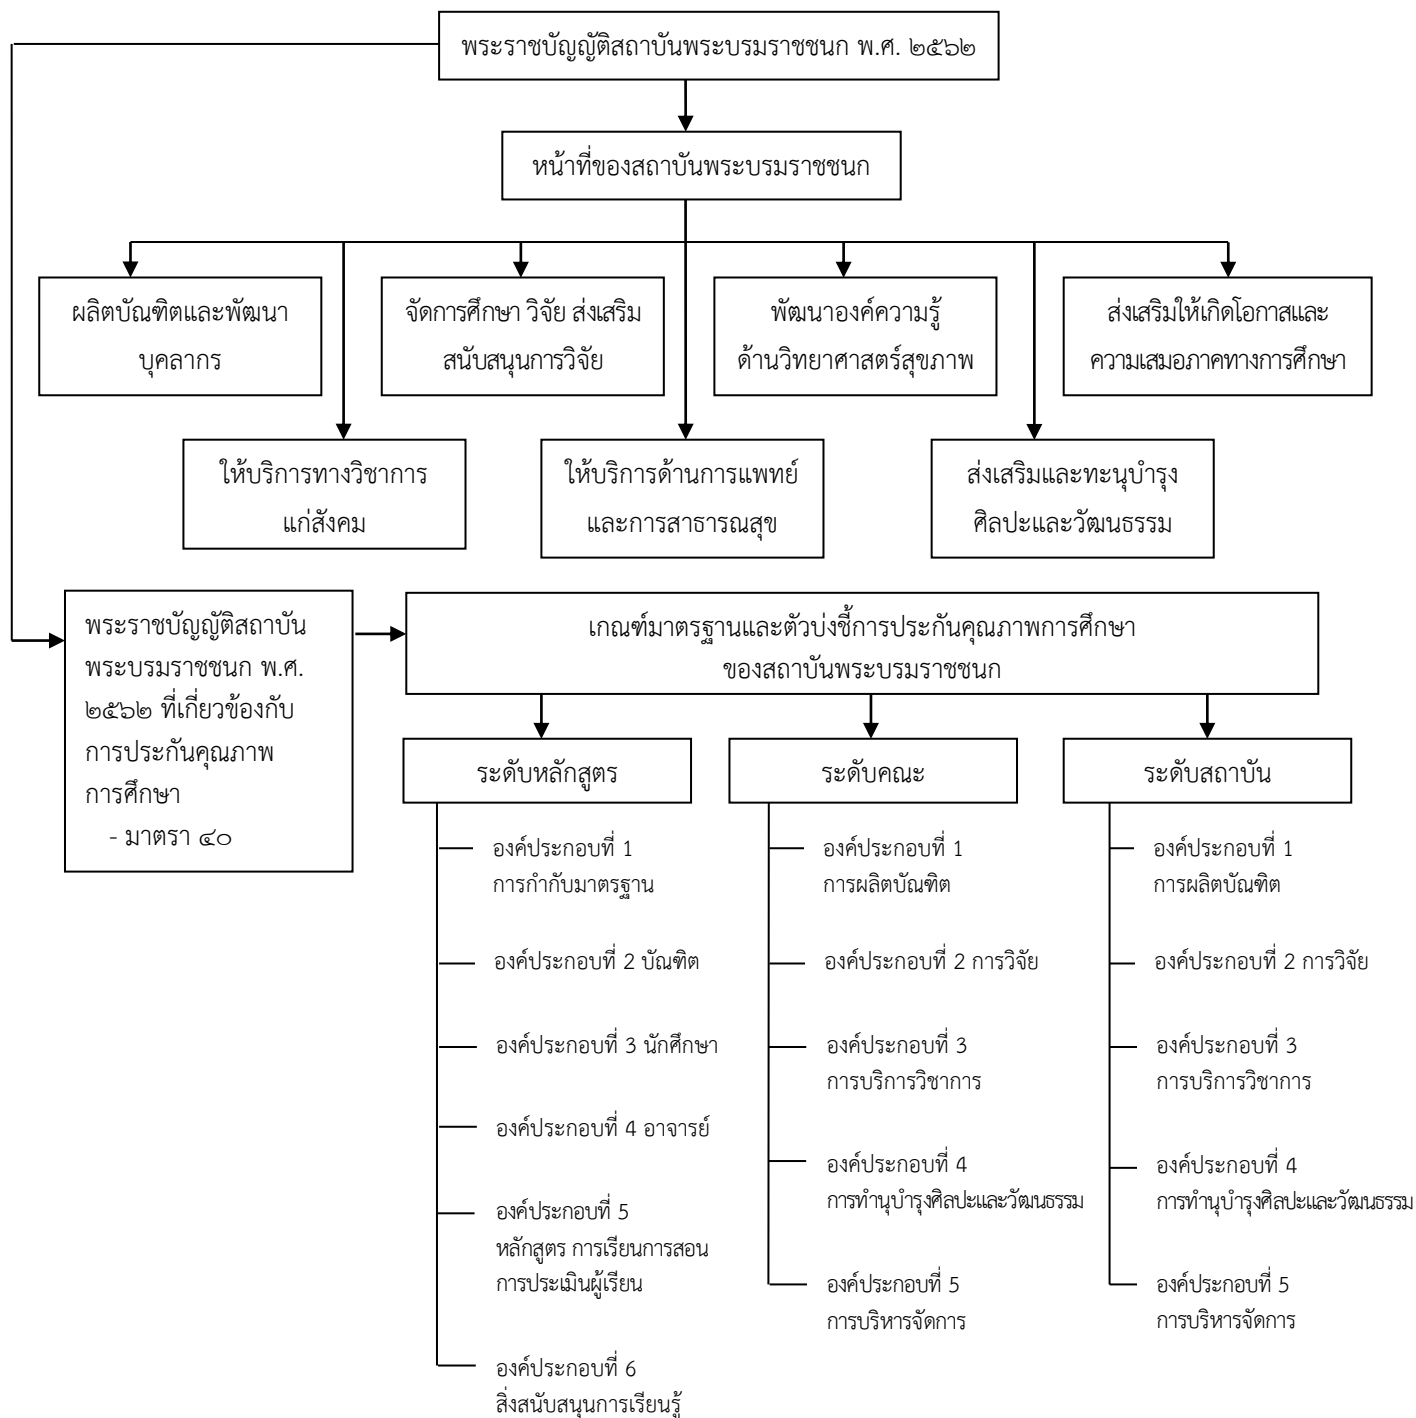 พระราชบัญญัติสถาบันพระบรมราชชนก พ.ศ. ๒๕๖๒
หน้าที่ของสถาบันพระบรมราชชนก
ผลิตบัณฑิตและพัฒนา
บุคลากร
จัดการศึกษา วิจัย ส่งเสริม
สนับสนุนการวิจัย
พัฒนาองค์ความรู้
ด้านวิทยาศาสตร์สุขภาพ
ส่งเสริมให้เกิดโอกาสและ
ความเสมอภาคทางการศึกษา
ให้บริการทางวิชาการ
แก่สังคม
ให้บริการด้านการแพทย์
และการสาธารณสุข
ส่งเสริมและทะนุบำรุง
ศิลปะและวัฒนธรรม
พระราชบัญญัติสถาบัน
พระบรมราชชนก พ.ศ.
๒๕๖๒ ที่เกี่ยวข้องกับ
การประกันคุณภาพ
การศึกษา
- มาตรา ๔๐
เกณฑ์มาตรฐานและตัวบ่งชี้การประกันคุณภาพการศึกษา
ของสถาบันพระบรมราชชนก
ระดับหลักสูตร
องค์ประกอบที่ 1
การกำกับมาตรฐาน
องค์ประกอบที่ 2 บัณฑิต
องค์ประกอบที่ 3 นักศึกษา
องค์ประกอบที่ 4 อาจารย์
องค์ประกอบที่ 5
หลักสูตร การเรียนการสอน
การประเมินผู้เรียน
องค์ประกอบที่ 6
สิ่งสนับสนุนการเรียนรู้
ระดับคณะ
องค์ประกอบที่ 1
การผลิตบัณฑิต
องค์ประกอบที่ 2 การวิจัย
องค์ประกอบที่ 3
การบริการวิชาการ
องค์ประกอบที่ 4
การทำนุบำรุงศิลปะและวัฒนธรรม
องค์ประกอบที่ 5
การบริหารจัดการ
ระดับสถาบัน
องค์ประกอบที่ 1
การผลิตบัณฑิต
องค์ประกอบที่ 2 การวิจัย
องค์ประกอบที่ 3
การบริการวิชาการ
องค์ประกอบที่ 4
การทำนุบำรุงศิลปะและวัฒนธรรม
องค์ประกอบที่ 5
การบริหารจัดการ